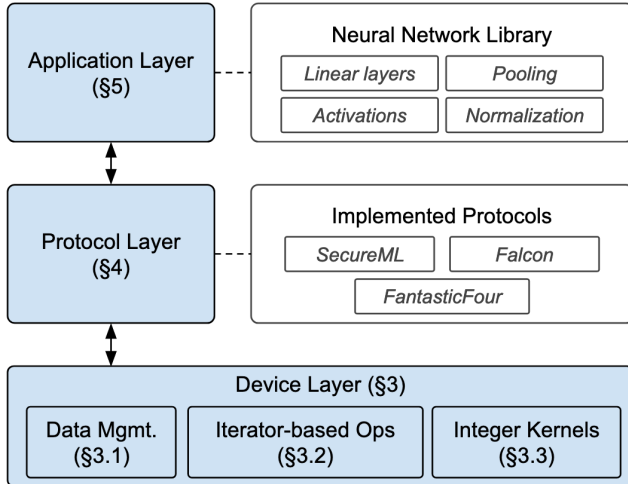 Application Layer
(§5)
Neural Network Library
Linear layers
Pooling
Activations
Normalization
Protocol Layer
(§4)
Implemented Protocols
SecureML
Falcon
FantasticFour
Device Layer (§3)
Data Mgmt.
(§3.1)
Iterator-based Ops
(§3.2)
Integer Kernels
(§3.3)